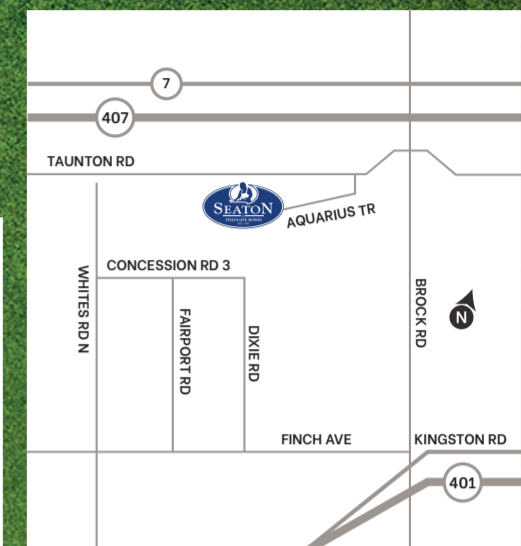 7
407
TAUNTON RD
SEATON
AQUARIUS TR
CONCESSION RD 3
WHITES RD N
FAIRPORT RD
DIXIE RD
BROCK RD
N
FINCH AVE
KINGSTON RD
401